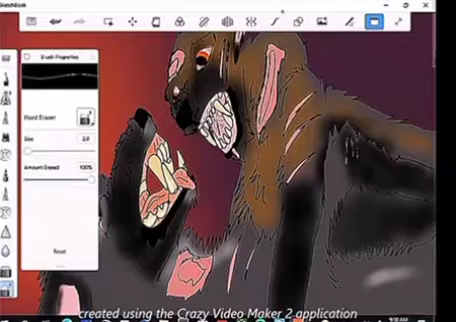 SketchBook
Brush Properties
Hard Eraser
Size
2.0
Amount Erased
100%
Reset
created using the Crazy Video Maker 2 application